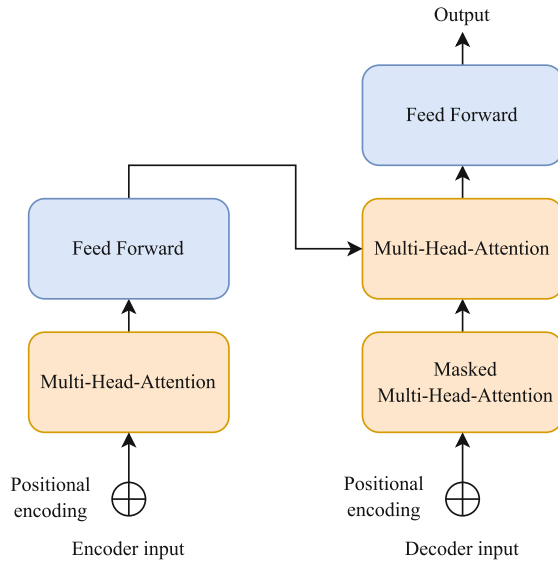 Output
Feed Forward
Feed Forward
Multi-Head-Attention
Multi-Head-Attention
Masked
Multi-Head-Attention
Positional
encoding
Positional
encoding
Encoder input
Decoder input